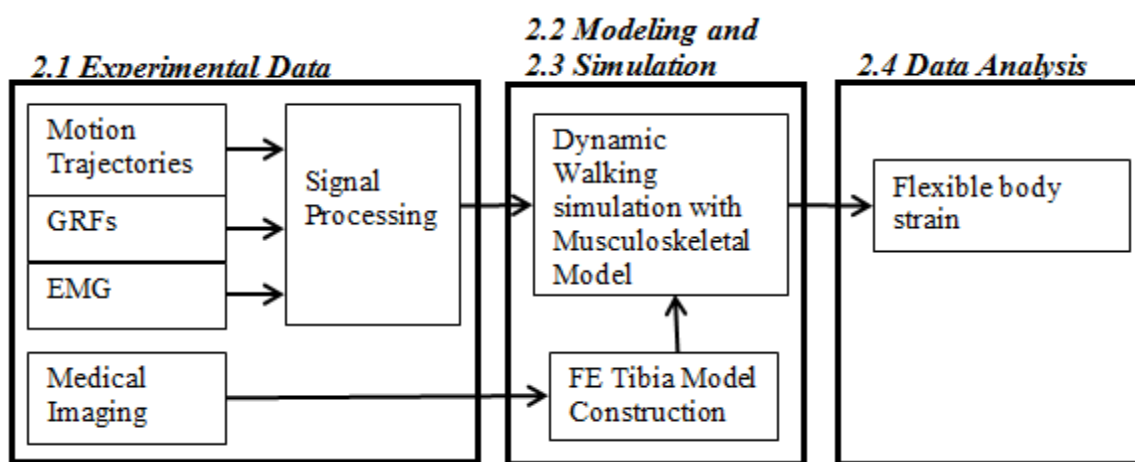 2.1 Experimental Data
Motion
Trajectories
GRFs
EMG
Medical
Imaging
Signal
Processing
2.2 Modeling and
2.3 Simulation
Dynamic
Walking
simulation with
Musculoskeletal
Model
FE Tibia Model
Construction
2.4 Data Analysis
Flexible body
strain